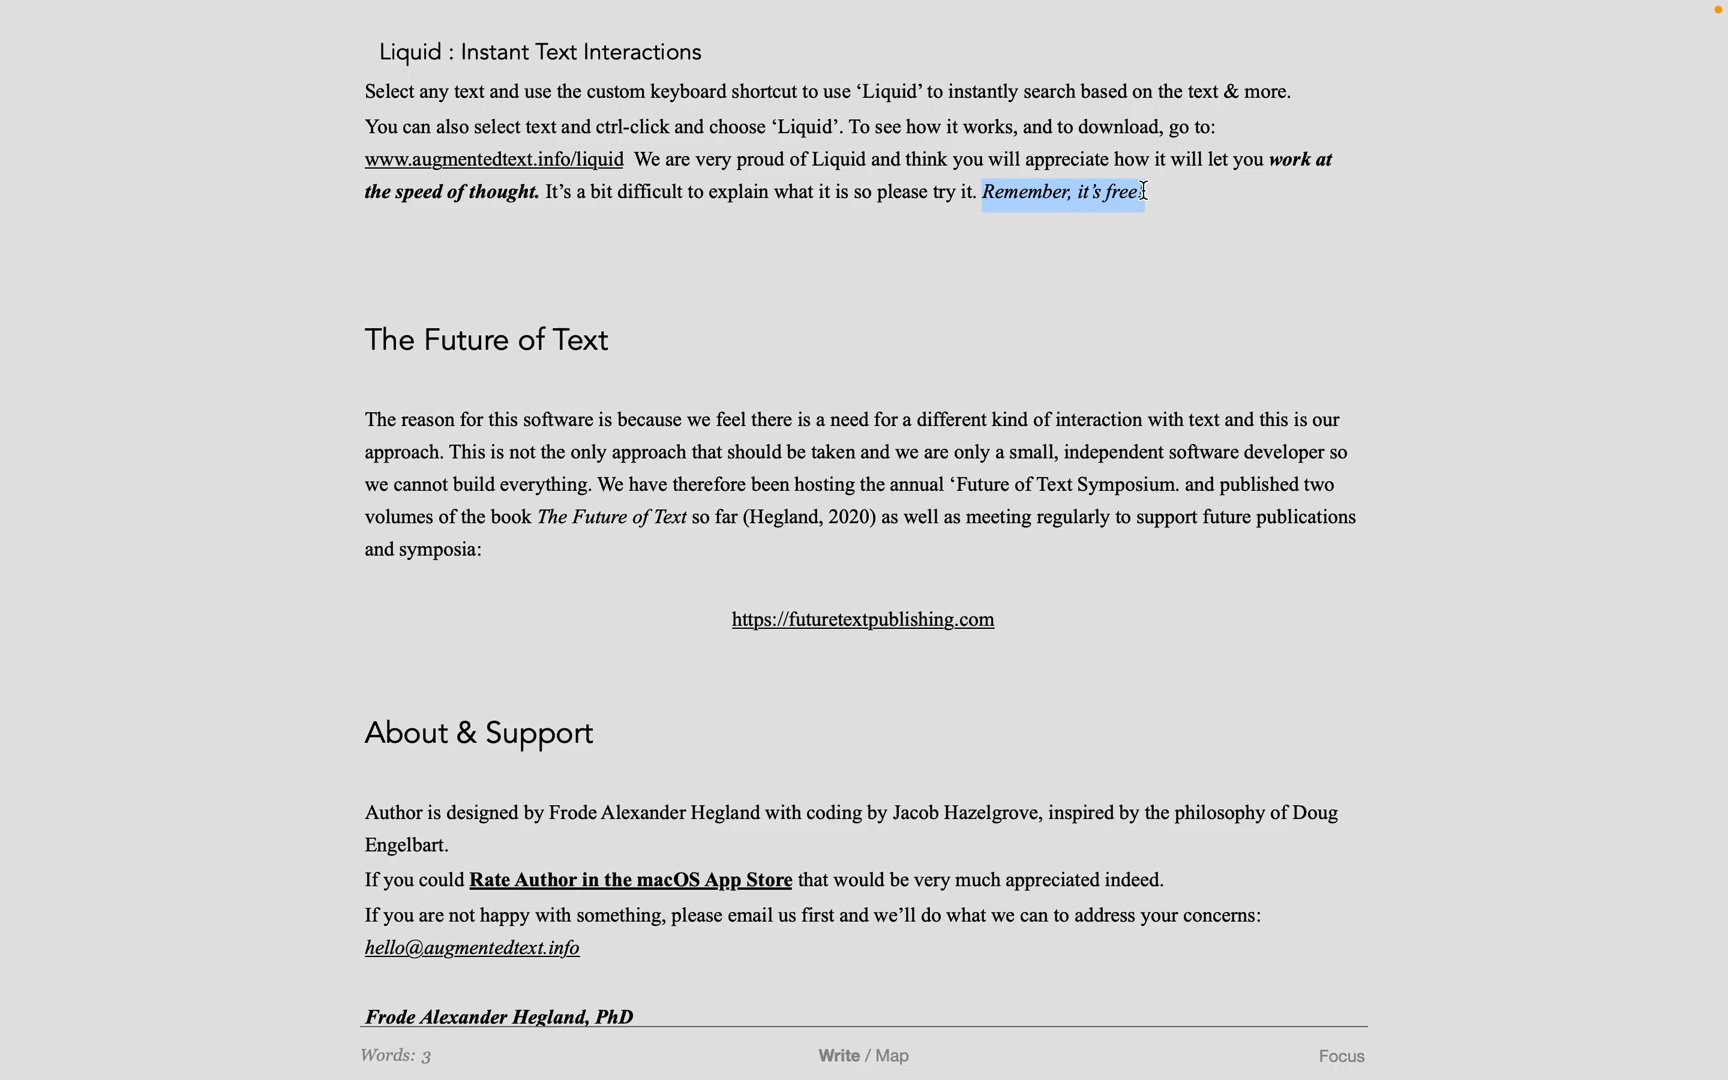 Liquid : Instant Text Interactions
Select any text and use the custom keyboard shortcut to use ‘Liquid’ to instantly search based on the text & more.
You can also select text and ctrl-click and choose ‘Liquid’. To see how it works, and to download, go to:
www.augmentedtext.info/liquid  We are very proud of Liquid and think you will appreciate how it will let you work at
the speed of thought. It’s a bit difficult to explain what it is so please try it. Remember, it’s free
The Future of Text
The reason for this software is because we feel there is a need for a different kind of interaction with text and this is our
approach. This is not the only approach that should be taken and we are only a small, independent software developer so
we cannot build everything. We have therefore been hosting the annual ‘Future of Text Symposium. and published two
volumes of the book The Future of Text so far (Hegland, 2020) as well as meeting regularly to support future publications
and symposia:
https://futuretextpublishing.com
About & Support
Author is designed by Frode Alexander Hegland with coding by Jacob Hazelgrove, inspired by the philosophy of Doug
Engelbart.
If you could Rate Author in the macOS App Store that would be very much appreciated indeed.
If you are not happy with something, please email us first and we’ll do what we can to address your concerns:
hello@augmentedtext.info
Frode Alexander Hegland, PhD
Words: 3
Write / Map
Focus